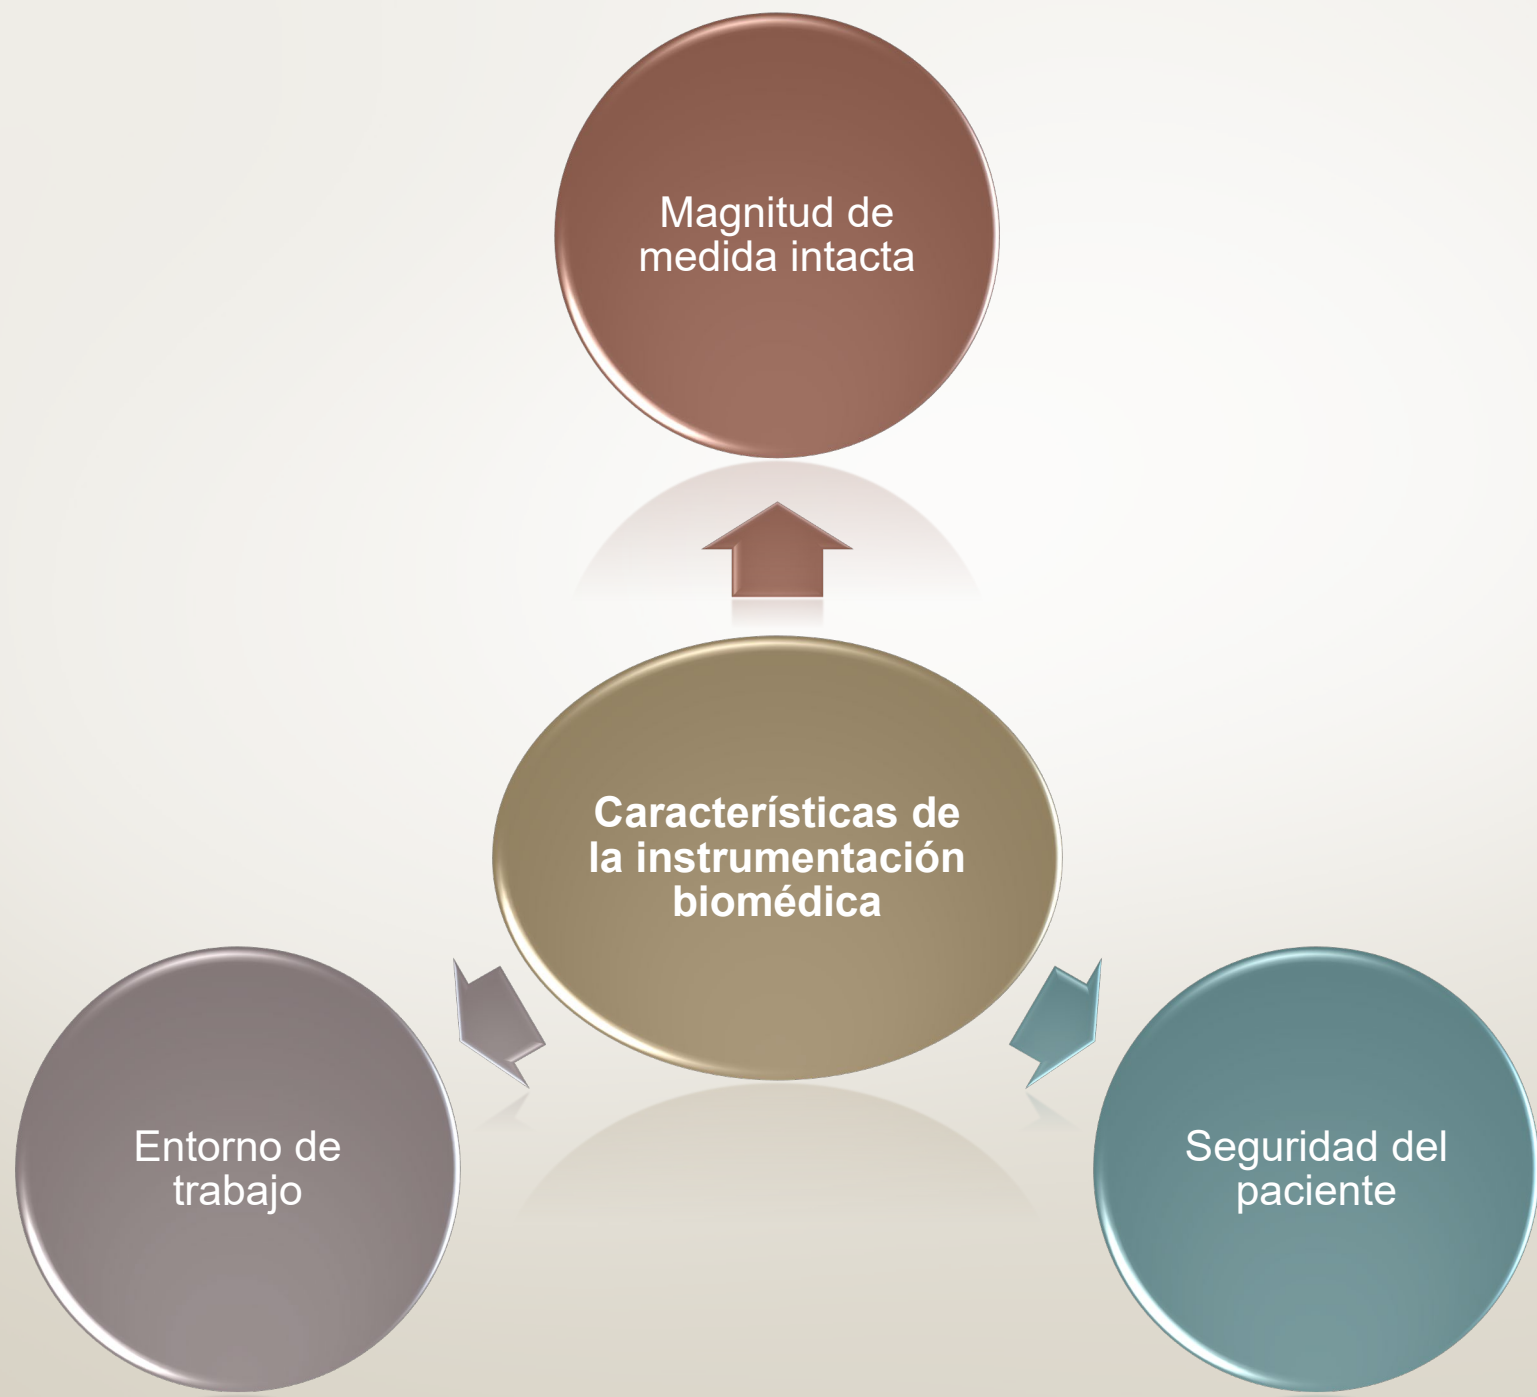 Magnitud de
medida intacta
Características de
la instrumentación
biomédica
Entorno de
trabajo
Seguridad del
paciente